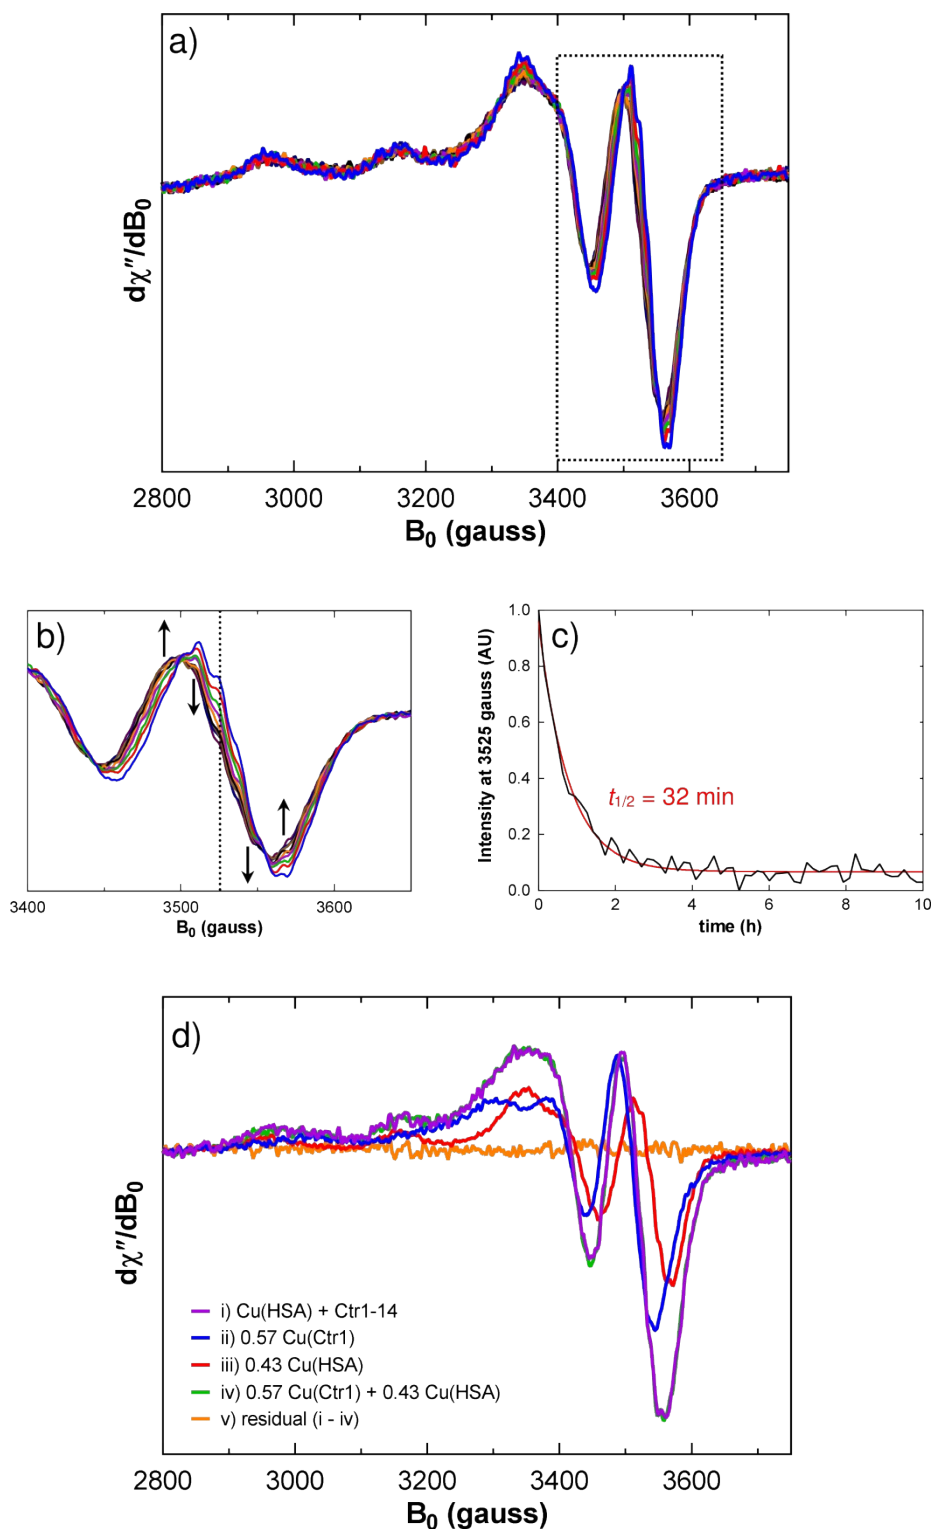 a)
dχ″/dB₀
2800 3000 3200 3400 3600
B₀ (gauss)
b)
3400 3500 3600
B₀ (gauss)
c)
Intensity at 3525 gauss (AU)
1.0
0.8
0.6
0.4
0.2
0.0
t₁/₂ = 32 min
0 2 4 6 8 10
time (h)
d)
dχ″/dB₀
i) Cu(HSA) + Ctr1-14
ii) 0.57 Cu(Ctr1)
iii) 0.43 Cu(HSA)
iv) 0.57 Cu(Ctr1) + 0.43 Cu(HSA)
v) residual (i - iv)
2800 3000 3200 3400 3600
B₀ (gauss)